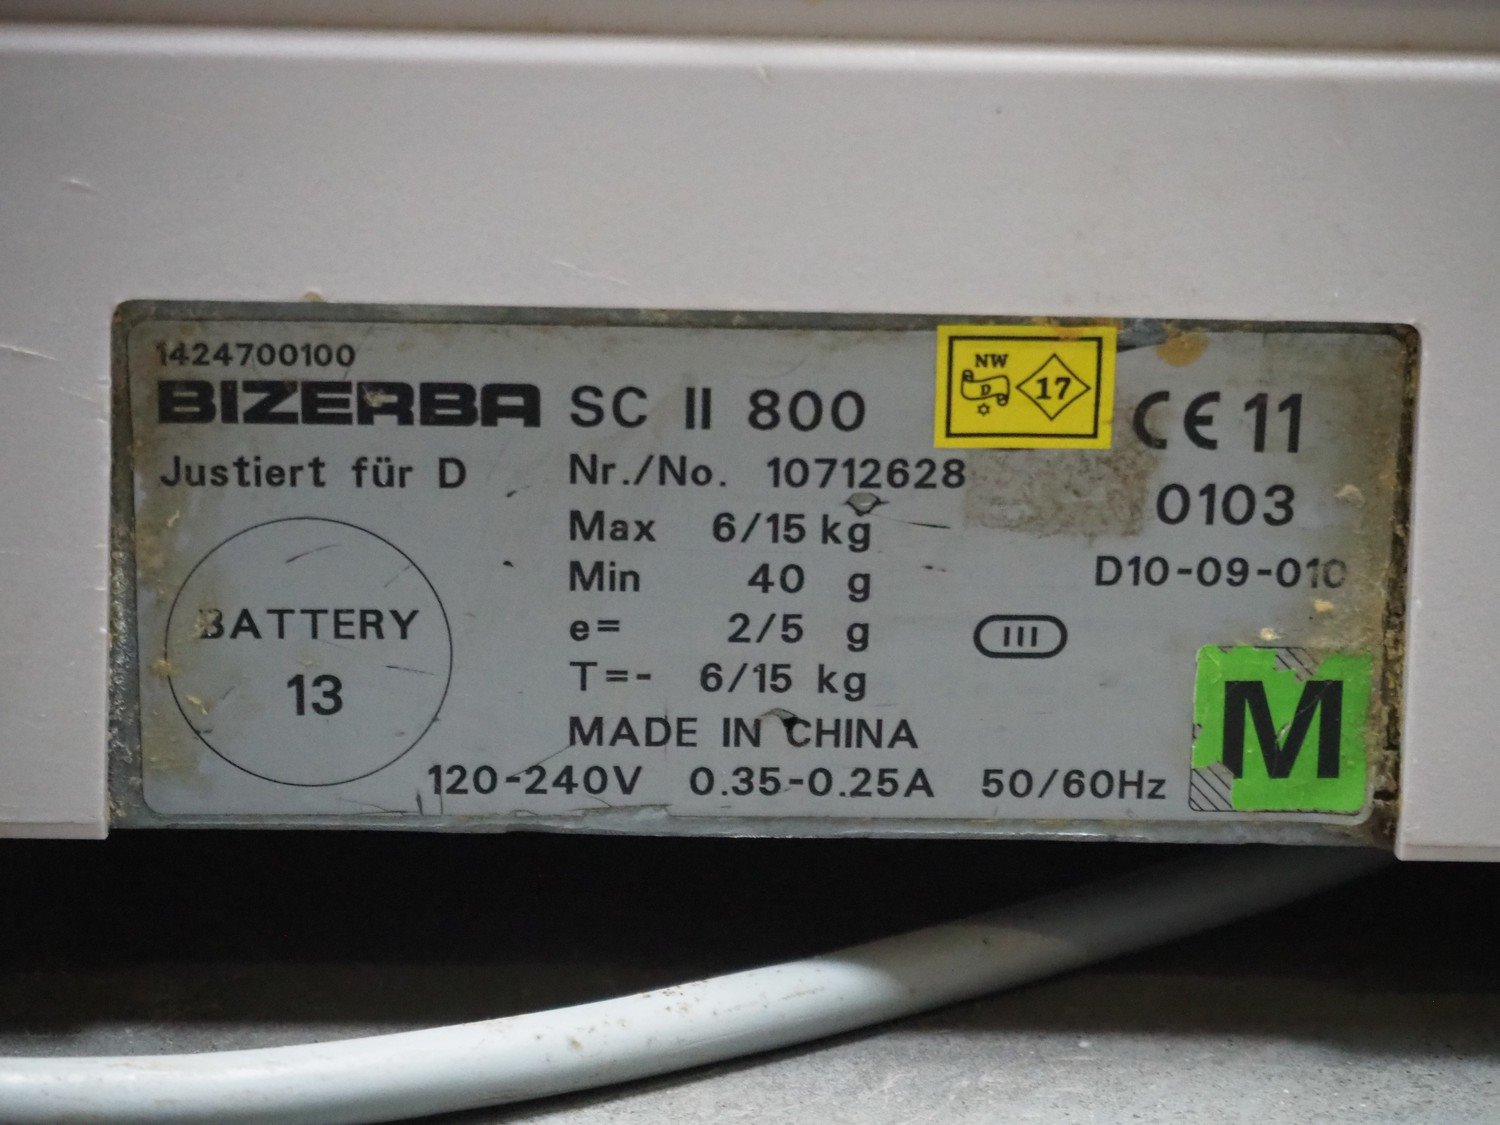 1424700100
BIZERBA SC II 800
NW
D
17
CE 11
Justiert für D
Nr./No. 10712628
0103
Max 6/15 kg
Min 40 g
D10-09-010
e= 2/5 g
III
T=- 6/15 kg
BATTERY
13
M
MADE IN CHINA
120-240V 0.35-0.25A 50/60Hz